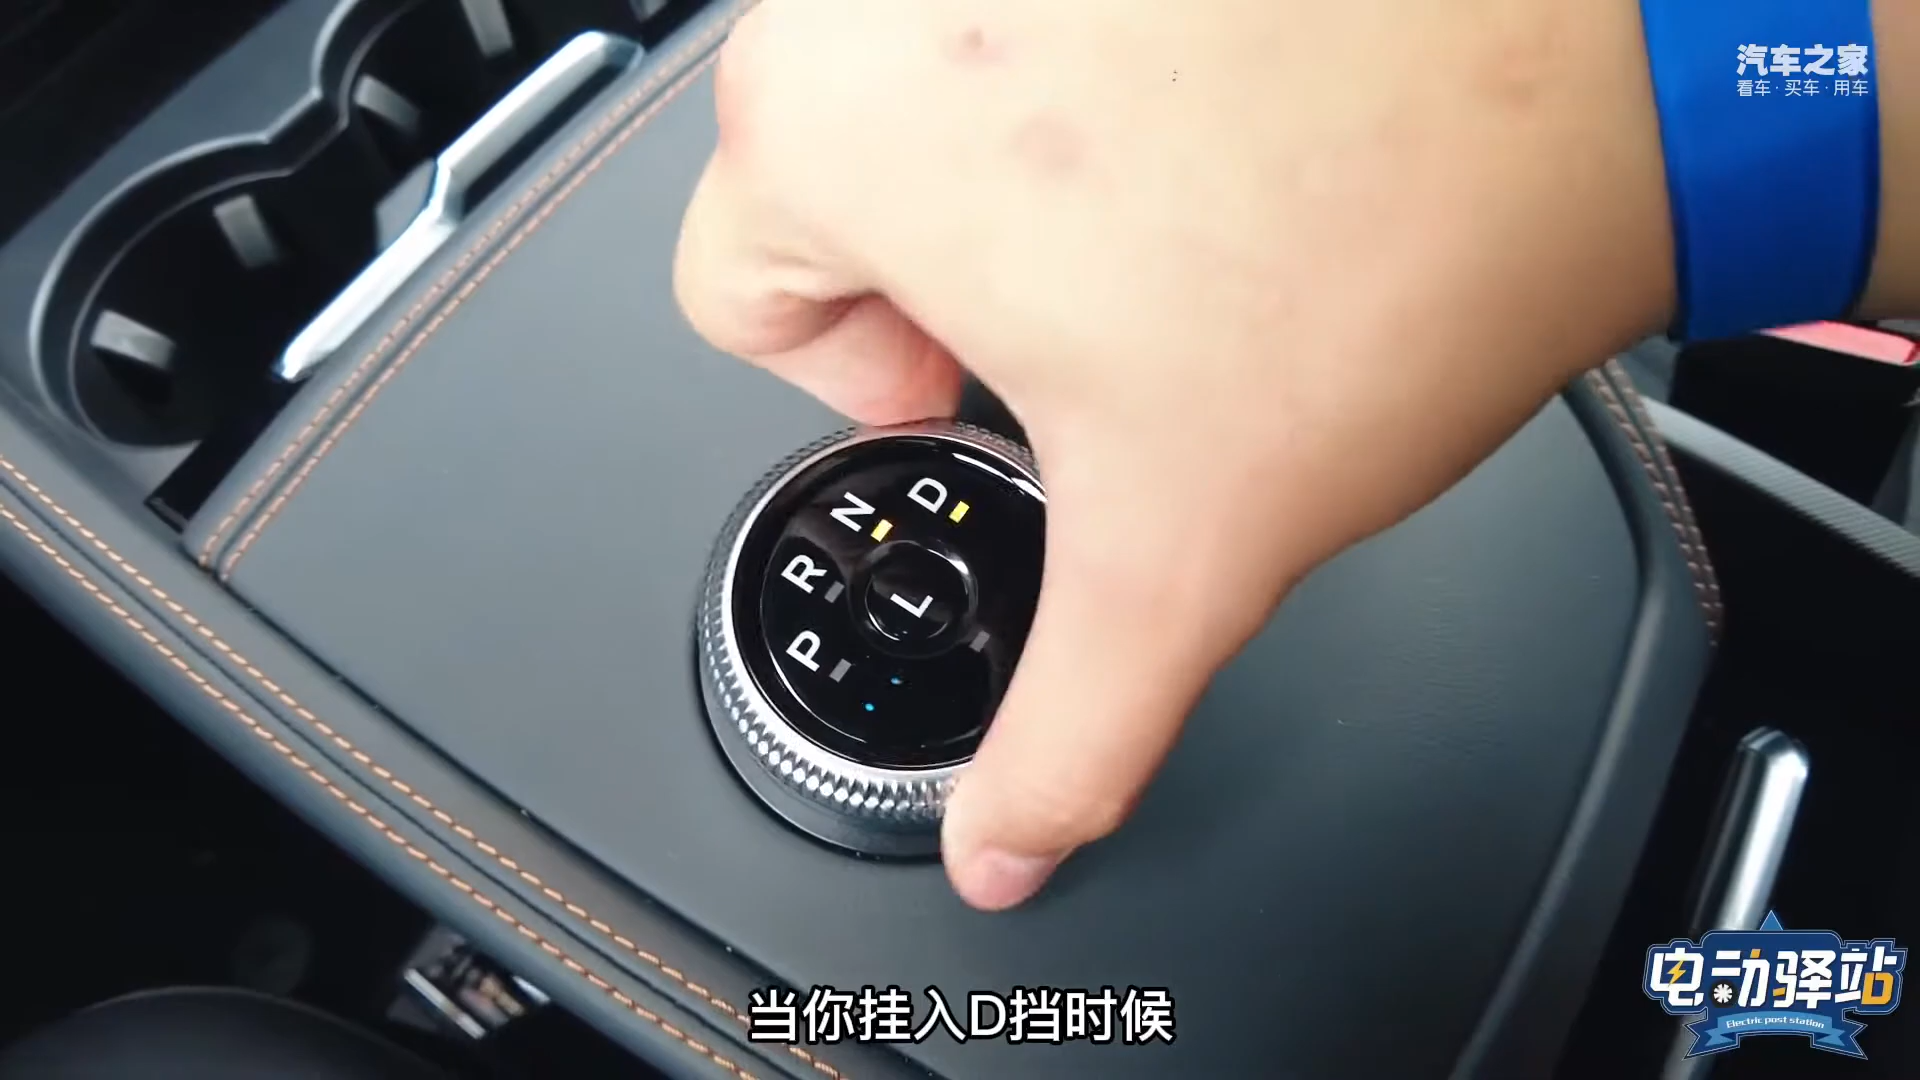 汽车之家
看车·买车·用车
D
N
R
L
P
当你挂入D挡时候
电动驿站
Electric post station